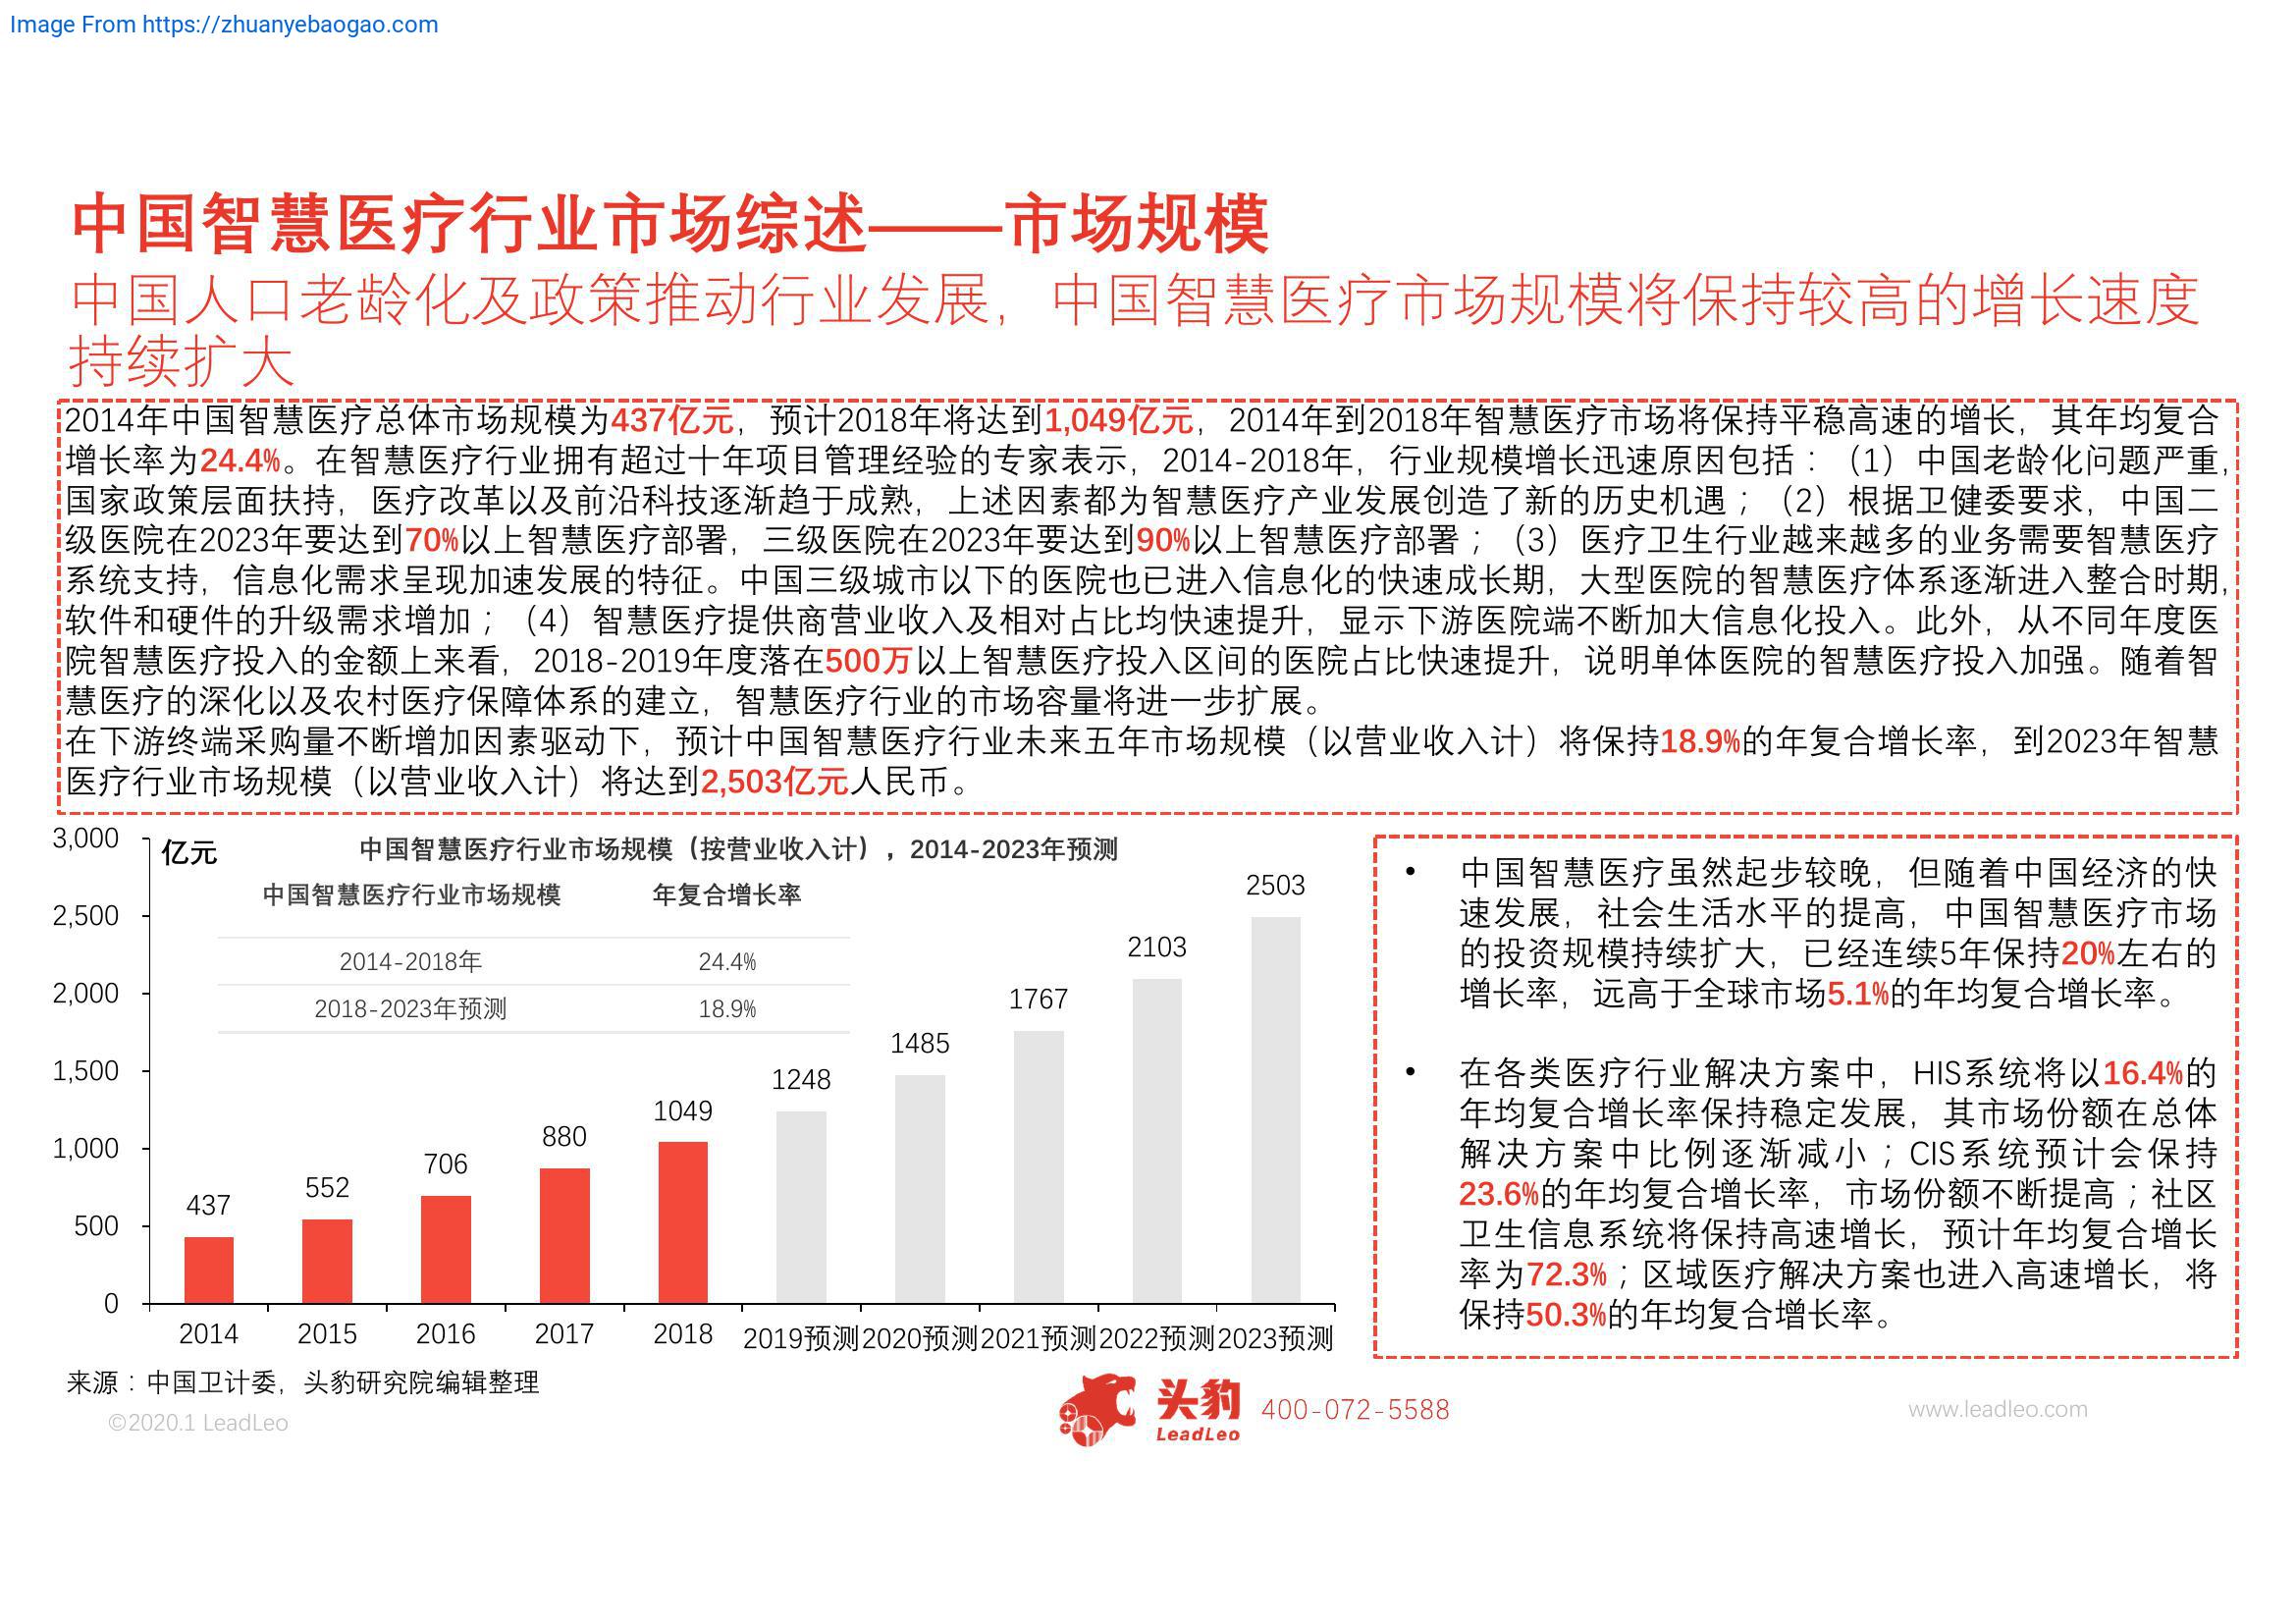 Image From https://zhuanyebaogao.com
中国智慧医疗行业市场综述——市场规模
中国人口老龄化及政策推动行业发展，中国智慧医疗市场规模将保持较高的增长速度
持续扩大
2014年中国智慧医疗总体市场规模为437亿元，预计2018年将达到1,049亿元，2014年到2018年智慧医疗市场将保持平稳高速的增长，其年均复合
增长率为24.4%。在智慧医疗行业拥有超过十年项目管理经验的专家表示，2014-2018年，行业规模增长迅速原因包括：（1）中国老龄化问题严重，
国家政策层面扶持，医疗改革以及前沿科技逐渐趋于成熟，上述因素都为智慧医疗产业发展创造了新的历史机遇；（2）根据卫健委要求，中国二
级医院在2023年要达到70%以上智慧医疗部署，三级医院在2023年要达到90%以上智慧医疗部署；（3）医疗卫生行业越来越多的业务需要智慧医疗
系统支持，信息化需求呈现加速发展的特征。中国三级城市以下的医院也已进入信息化的快速成长期，大型医院的智慧医疗体系逐渐进入整合时期，
软件和硬件的升级需求增加；（4）智慧医疗提供商营业收入及相对占比均快速提升，显示下游医院端不断加大信息化投入。此外，从不同年度医
院智慧医疗投入的金额上来看，2018-2019年度落在500万以上智慧医疗投入区间的医院占比快速提升，说明单体医院的智慧医疗投入加强。随着智
慧医疗的深化以及农村医疗保障体系的建立，智慧医疗行业的市场容量将进一步扩展。
在下游终端采购量不断增加因素驱动下，预计中国智慧医疗行业未来五年市场规模（以营业收入计）将保持18.9%的年复合增长率，到2023年智慧
医疗行业市场规模（以营业收入计）将达到2,503亿元人民币。
中国智慧医疗行业市场规模（按营业收入计），2014-2023年预测
亿元
中国智慧医疗行业市场规模 年复合增长率
2014-2018年 24.4%
2018-2023年预测 18.9%
3,000
2,500
2,000
1,500
1,000
500
0
437
552
706
880
1049
1248
1485
1767
2103
2503
2014 2015 2016 2017 2018 2019预测 2020预测 2021预测 2022预测 2023预测
• 中国智慧医疗虽然起步较晚，但随着中国经济的快
速发展，社会生活水平的提高，中国智慧医疗市场
的投资规模持续扩大，已经连续5年保持20%左右的
增长率，远高于全球市场5.1%的年均复合增长率。
• 在各类医疗行业解决方案中，HIS系统将以16.4%的
年均复合增长率保持稳定发展，其市场份额在总体
解决方案中比例逐渐减小；CIS系统预计会保持
23.6%的年均复合增长率，市场份额不断提高；社区
卫生信息系统将保持高速增长，预计年均复合增长
率为72.3%；区域医疗解决方案也进入高速增长，将
保持50.3%的年均复合增长率。
来源：中国卫计委，头豹研究院编辑整理
©2020.1 LeadLeo
头豹
LeadLeo
400-072-5588
www.leadleo.com